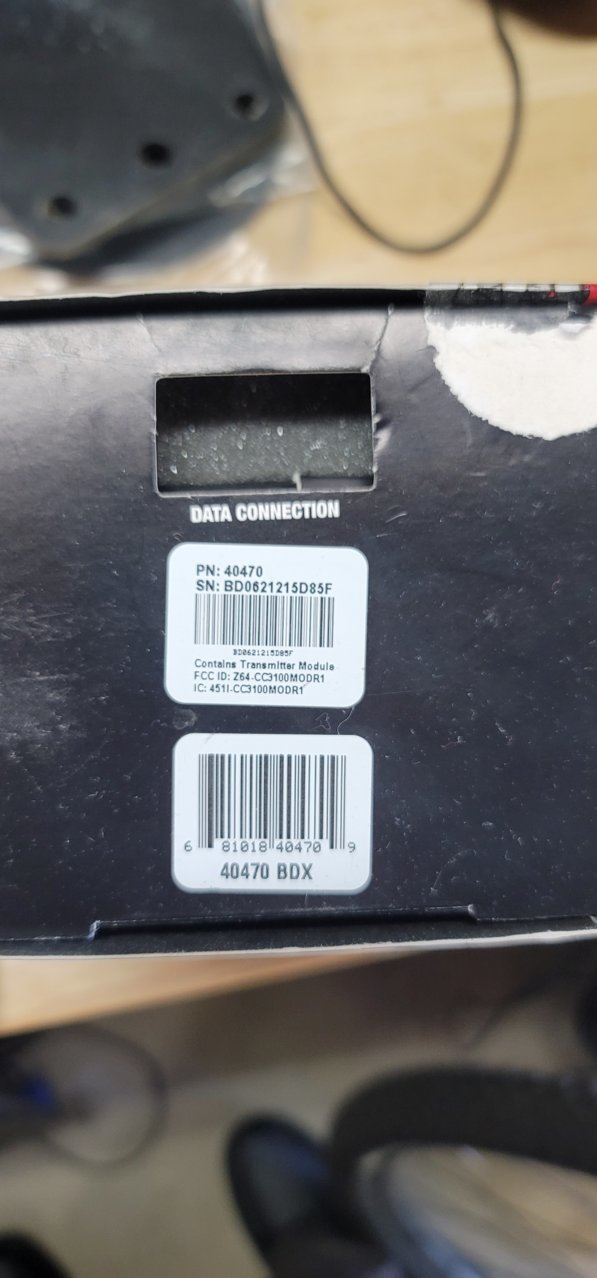 DATA CONNECTION
PN: 40470
SN: BD0621215D85F
BD0621215D85F
Contains Transmitter Module
FCC ID: Z64-CC3100MODR1
IC: 451I-CC3100MODR1
6 81018 40470 9
40470 BDX